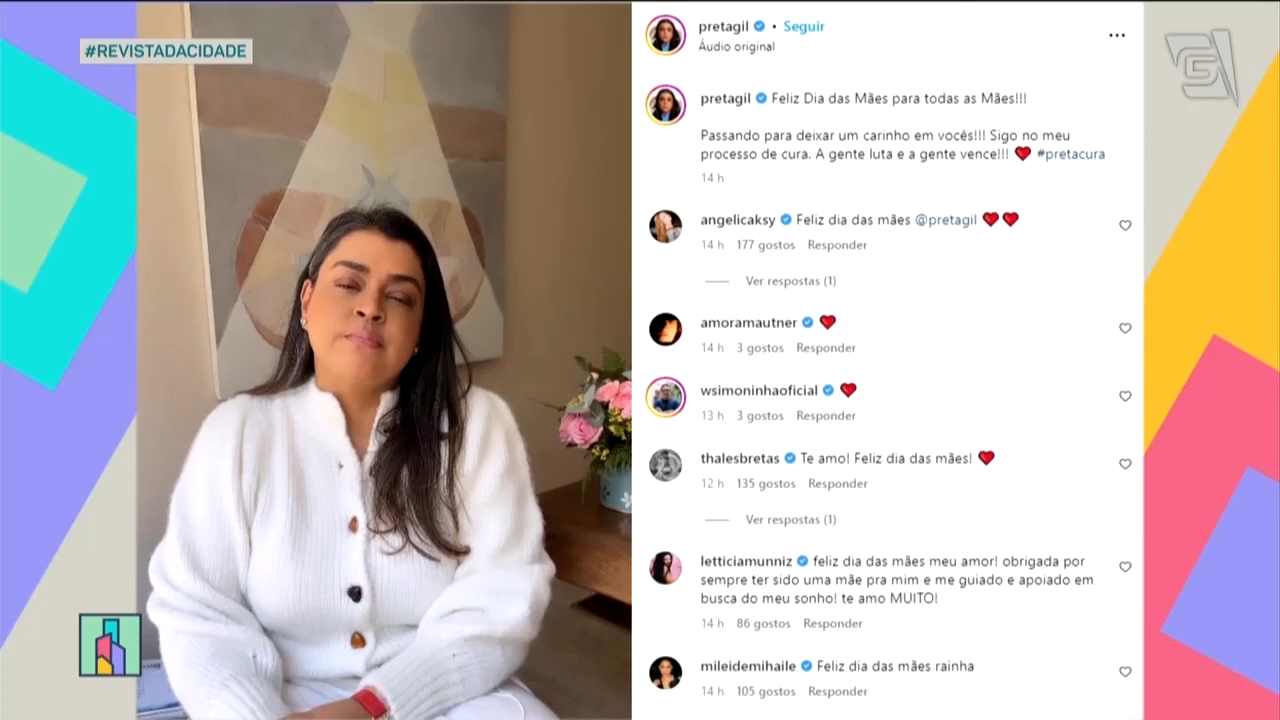 #REVISTADACIDADE
pretagil • Seguir
Áudio original
pretagil Feliz Dia das Mães para todas as Mães!!!
Passando para deixar um carinho em vocês!!! Sigo no meu
processo de cura. A gente luta e a gente vence!!! ❤️ #pretacura
14 h
angelicaksy Feliz dia das mães @pretagil ❤️❤️
14 h 177 gostos Responder
Ver respostas (1)
amoramautner ❤️
14 h 3 gostos Responder
wsimoninhaoficial ❤️
13 h 3 gostos Responder
thalesbretas Te amo! Feliz dia das mães! ❤️
12 h 135 gostos Responder
Ver respostas (1)
letticiamunniz feliz dia das mães meu amor! obrigada por
sempre ter sido uma mãe pra mim e me guiado e apoiado em
busca do meu sonho! te amo MUITO!
14 h 86 gostos Responder
mileidemihaile Feliz dia das mães rainha
14 h 105 gostos Responder